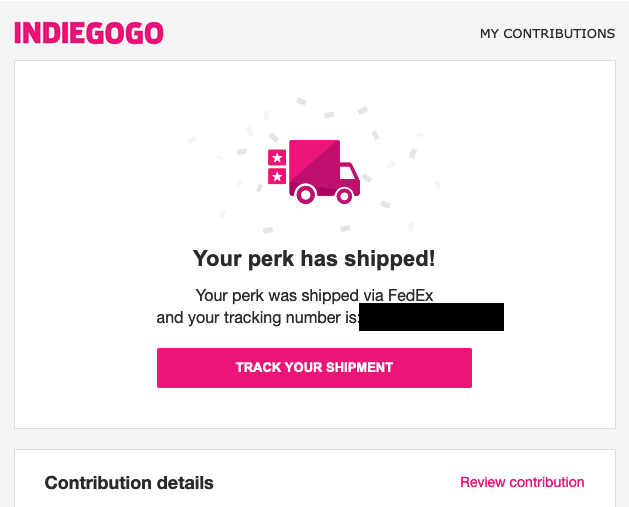 INDIEGOGO
MY CONTRIBUTIONS
Your perk has shipped!
Your perk was shipped via FedEx
and your tracking number is:
TRACK YOUR SHIPMENT
Contribution details
Review contribution